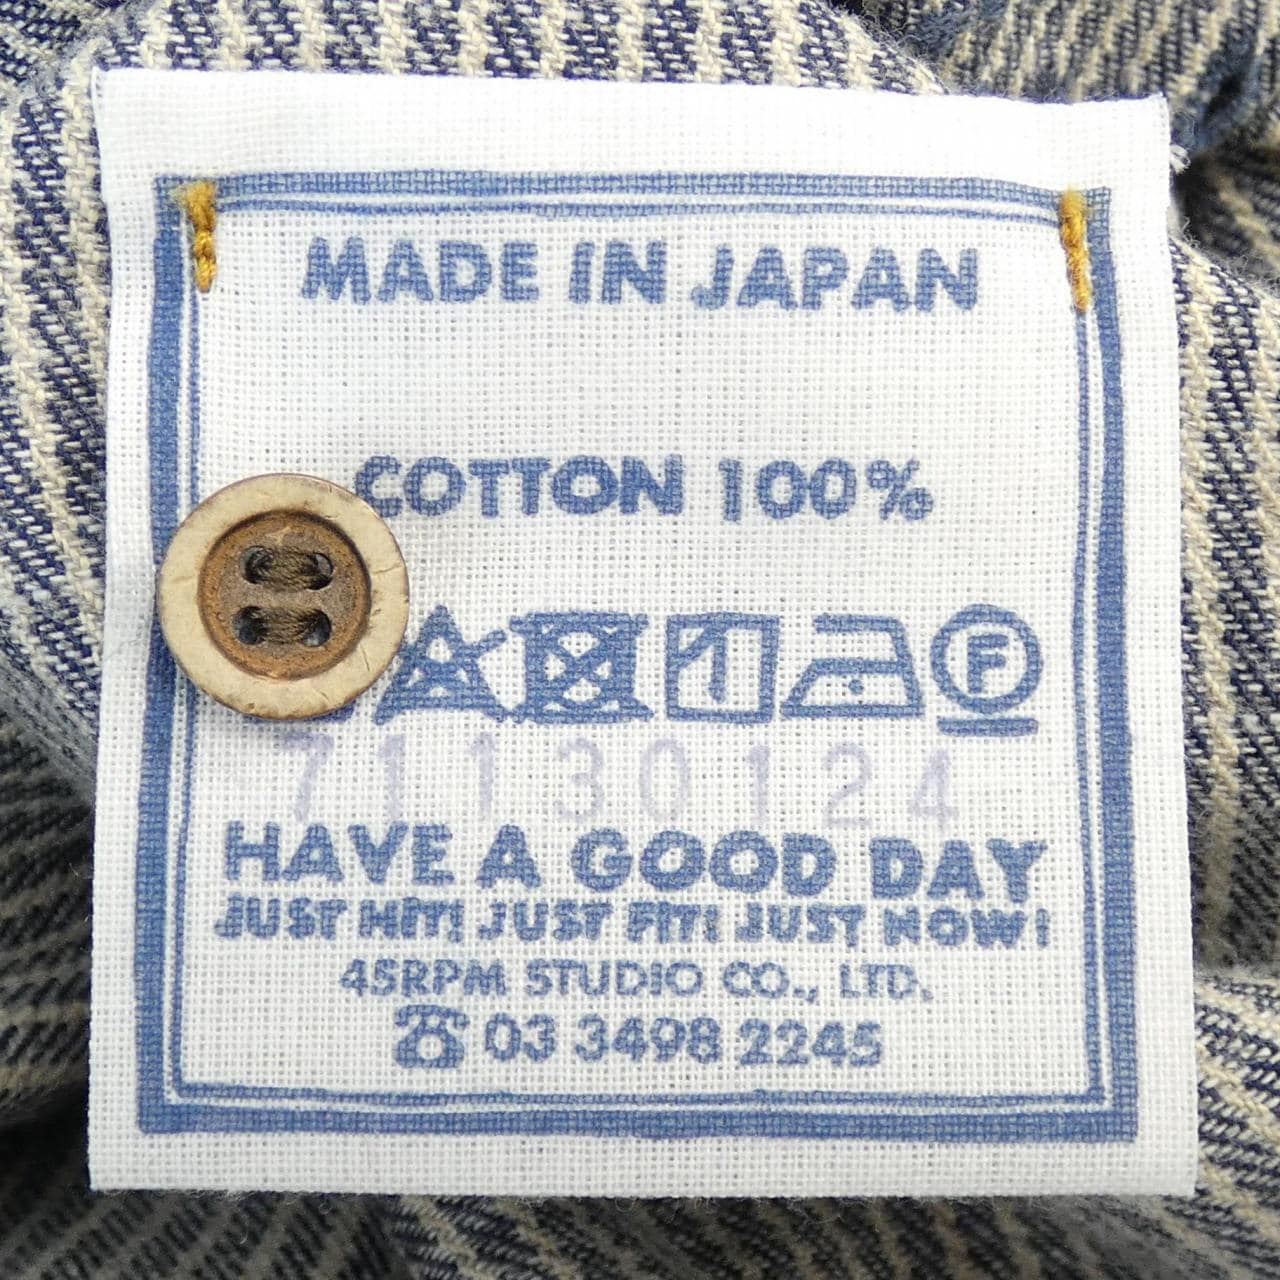 MADE IN JAPAN
COTTON 100%
F
71130124
HAVE A GOOD DAY
JUST HIT! JUST FIT! JUST NOW!
45RPM STUDIO CO., LTD.
☎ 03 3498 2245